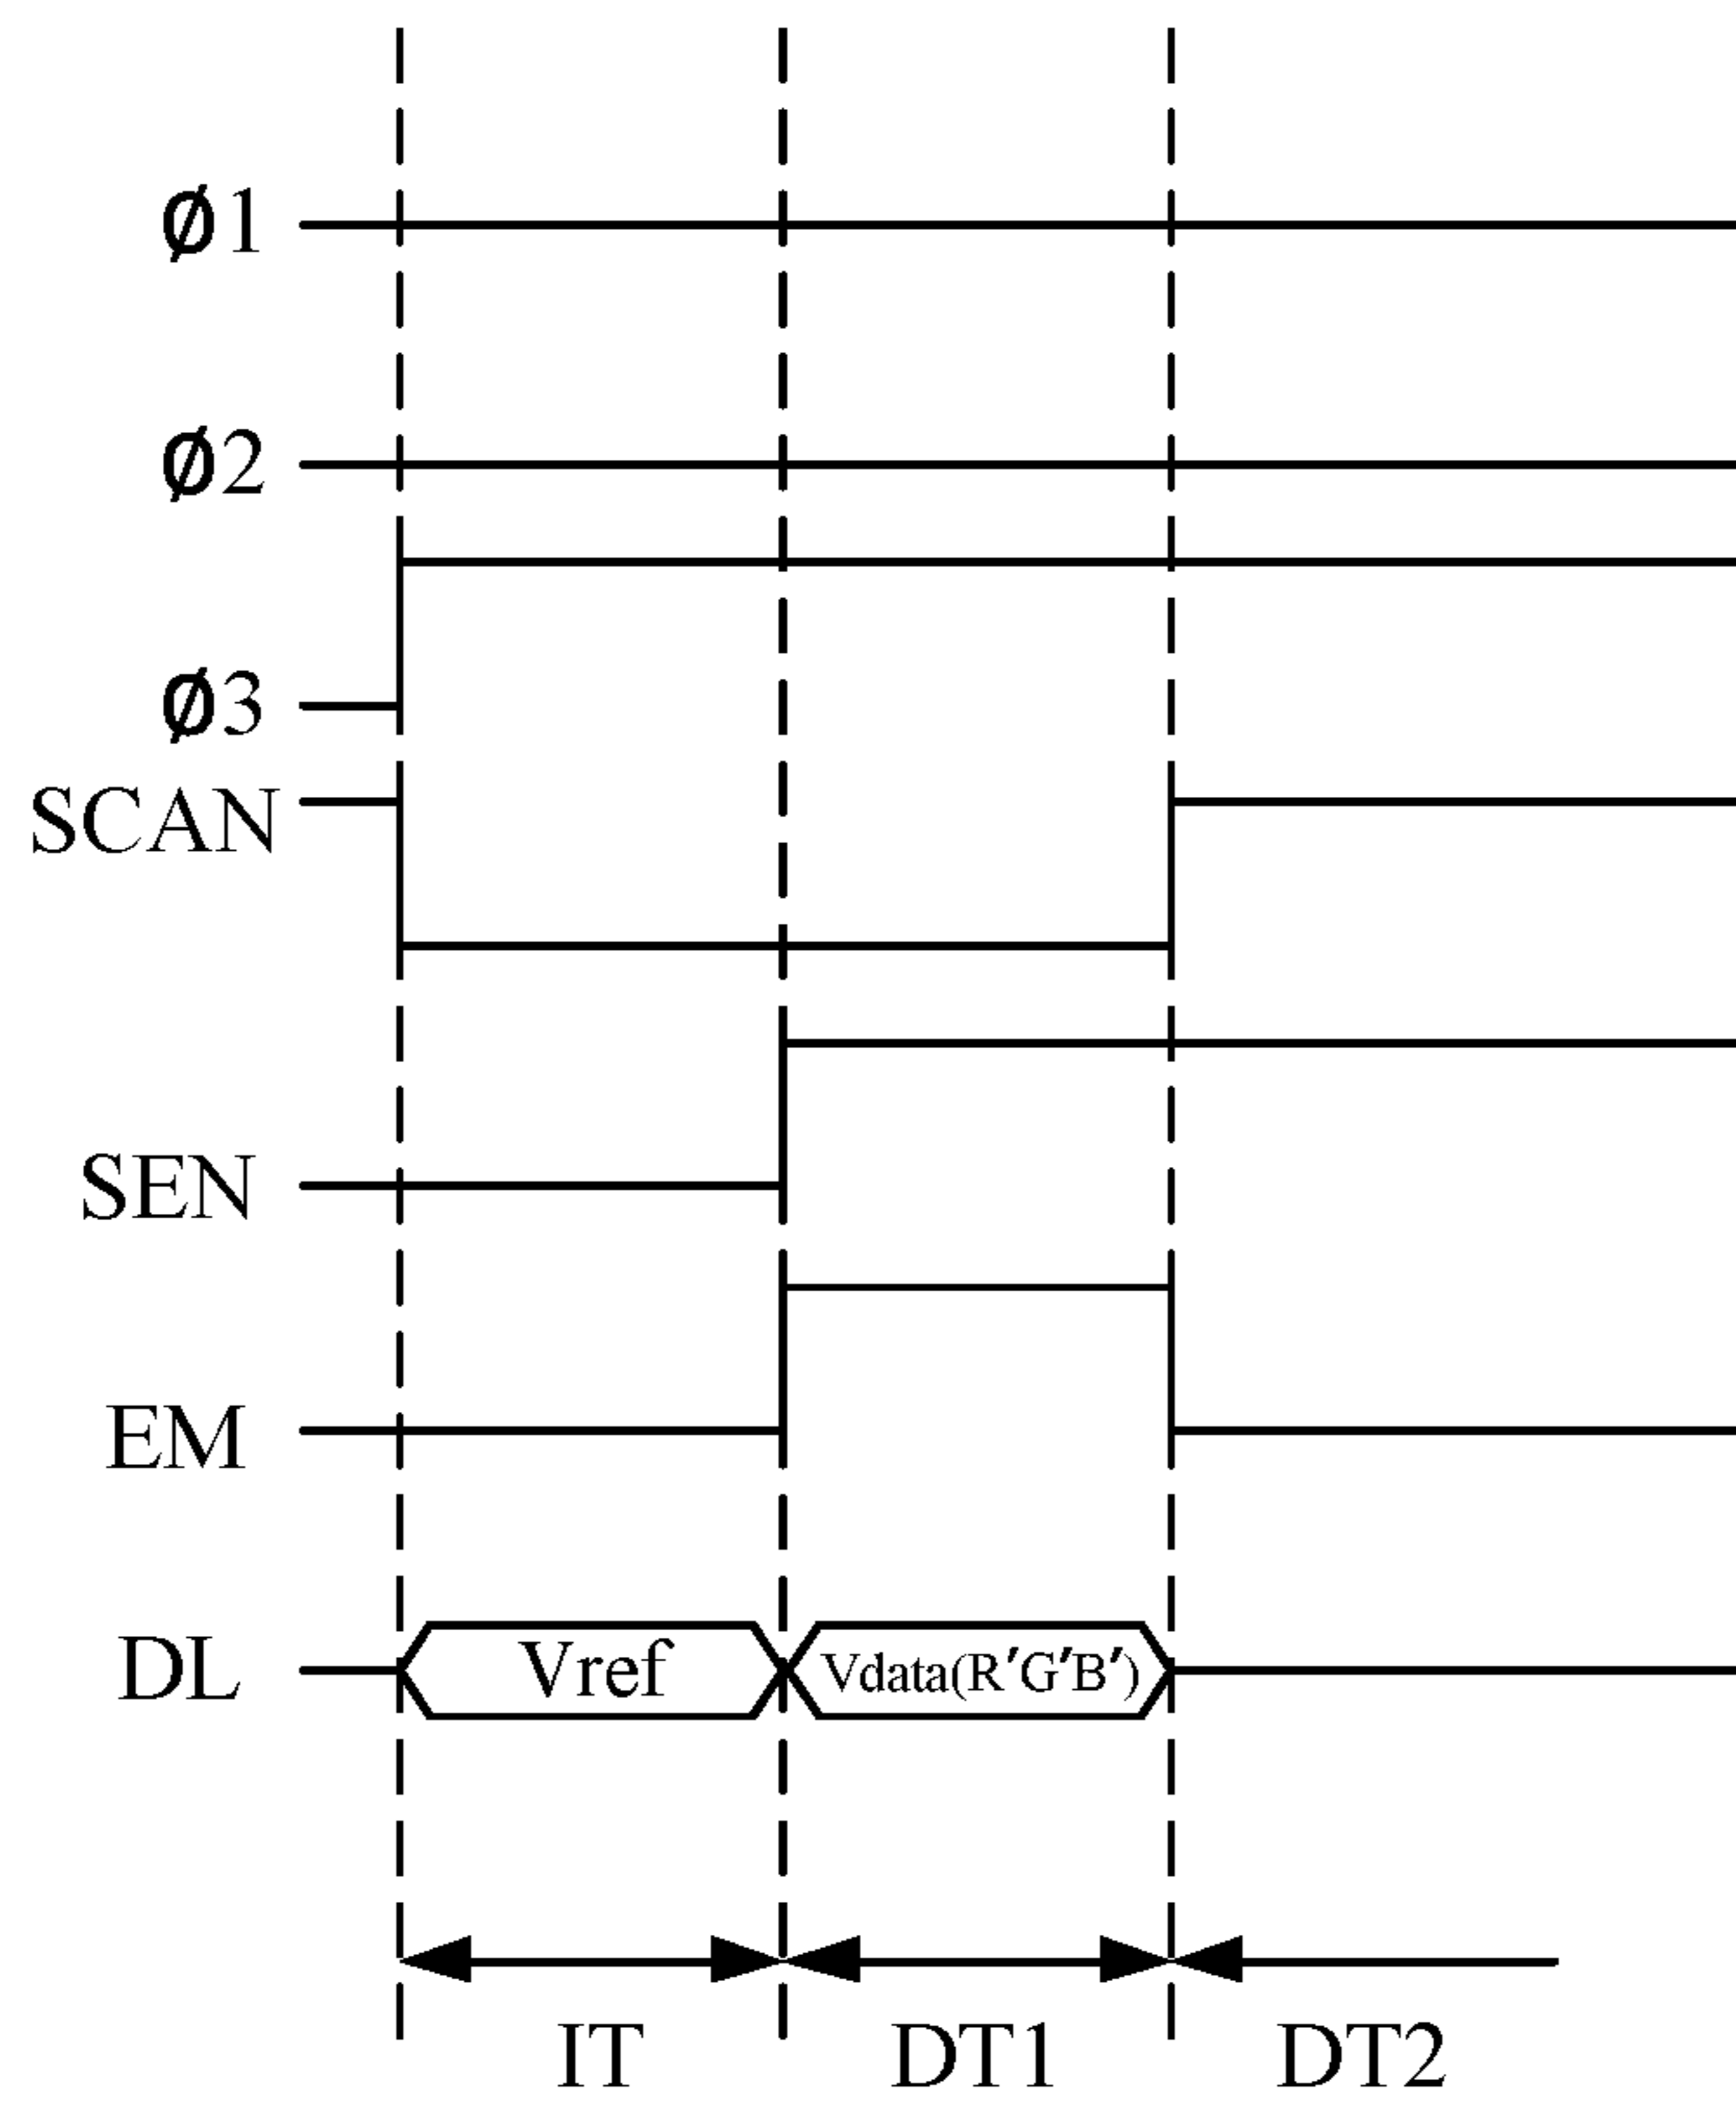 Ø1
Ø2
Ø3
SCAN
SEN
EM
DL Vref Vdata(R′G′B′)
IT DT1 DT2